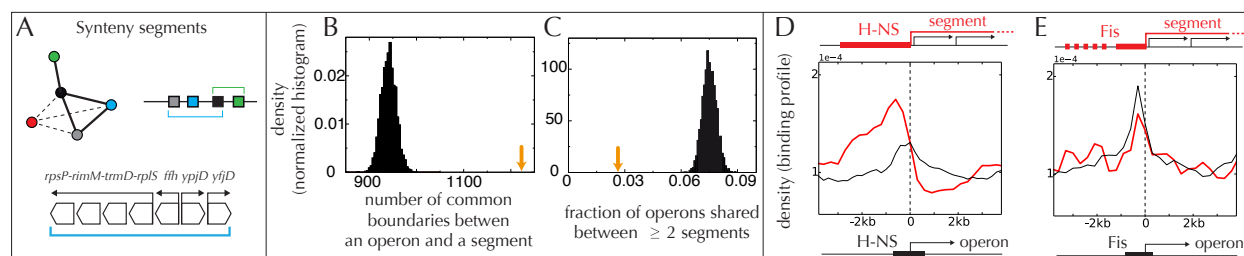 A
Synteny segments
rpsP-rimM-trmD-rplS ffh ypjD yfjD
B
density
(normalized histogram)
0.02
0.01
0
900
1100
number of common
boundaries betwen
an operon and a segment
C
100
50
0
0
0.03
0.06
0.09
fraction of operons shared
between ≥ 2 segments
D
H-NS
segment
density (binding profile)
1e−4
2
1
-2kb
0
2kb
H-NS
operon
E
Fis
segment
1e−4
2
1
-2kb
0
2kb
Fis
operon